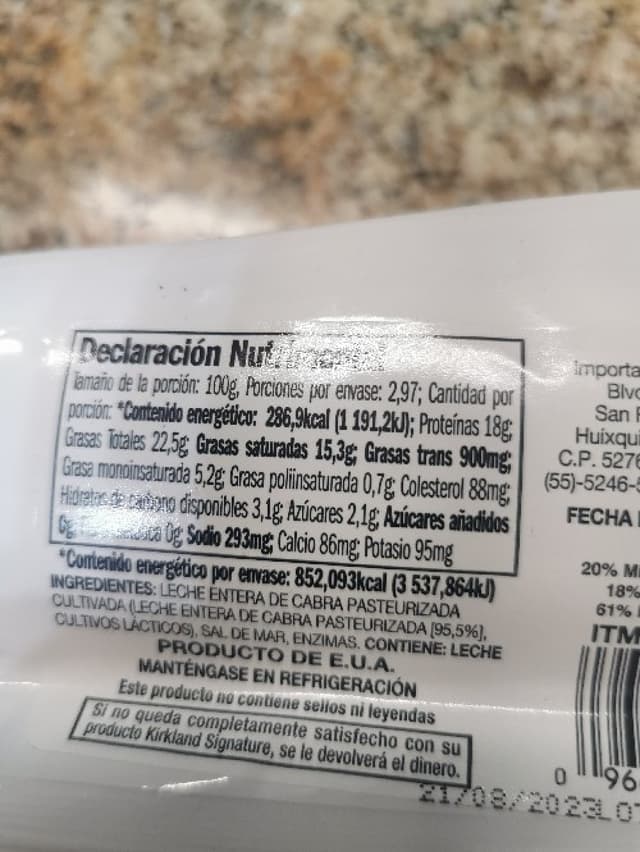 Declaración
Tamaño de la porción: 100g, Porciones por envase: 2,97; Cantidad por
porción: *Contenido energético: 286,9kcal (1 191,2kJ); Proteínas 18g;
Grasas Totales 22,5g; Grasas saturadas 15,3g; Grasas trans 900mg;
Grasa monoinsaturada 5,2g; Grasa poliinsaturada 0,7g; Colesterol 88mg;
Hidratos de carbono disponibles 3,1g; Azúcares 2,1g; Azúcares añadidos
0g; Sodio 293mg; Calcio 86mg; Potasio 95mg
*Contenido energético por envase: 852,093kcal (3 537,864kJ)
INGREDIENTES: LECHE ENTERA DE CABRA PASTEURIZADA
CULTIVADA (LECHE ENTERA DE CABRA PASTEURIZADA [95,5%],
CULTIVOS LÁCTICOS), SAL DE MAR, ENZIMAS. CONTIENE: LECHE
PRODUCTO DE E.U.A.
MANTÉNGASE EN REFRIGERACIÓN
Este producto no contiene sellos ni leyendas
Si no queda completamente satisfecho con su
producto Kirkland Signature, se le devolverá el dinero.
21/08/2023 LO
Importa
Blvd
San
Huixqui
C.P. 5276
(55)-5246-
FECHA
20% M
18%
61%
ITM
0 96